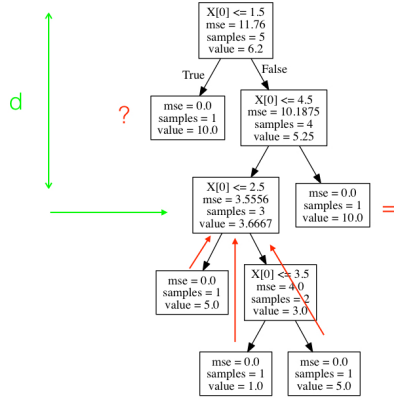 X[0] <= 1.5
mse = 11.76
samples = 5
value = 6.2
True
False
d
?
mse = 0.0
samples = 1
value = 10.0
X[0] <= 4.5
mse = 10.1875
samples = 4
value = 5.25
X[0] <= 2.5
mse = 3.5556
samples = 3
value = 3.6667
mse = 0.0
samples = 1
value = 10.0
=
mse = 0.0
samples = 1
value = 5.0
X[0] <= 3.5
mse = 4.0
samples = 2
value = 3.0
mse = 0.0
samples = 1
value = 1.0
mse = 0.0
samples = 1
value = 5.0